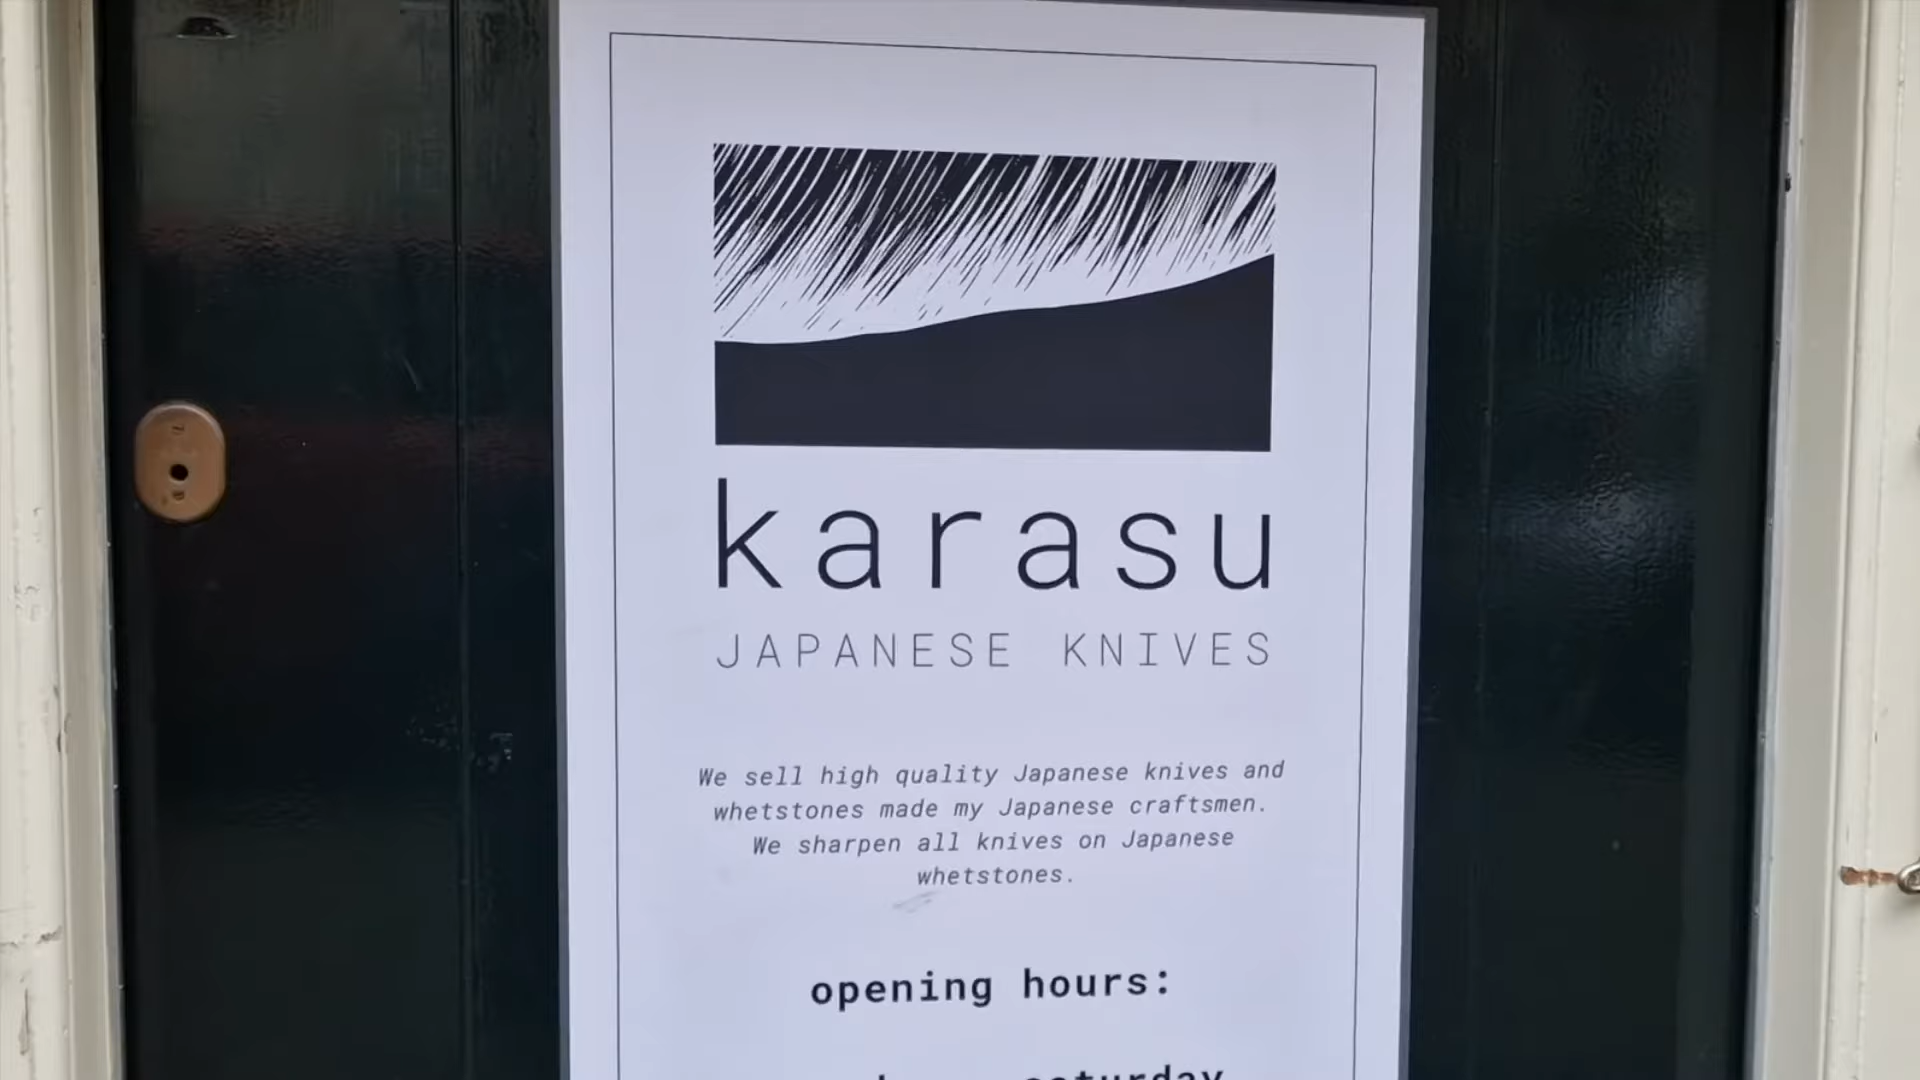 karasu
JAPANESE KNIVES
We sell high quality Japanese knives and
whetstones made my Japanese craftsmen.
We sharpen all knives on Japanese
whetstones.
opening hours:
saturday